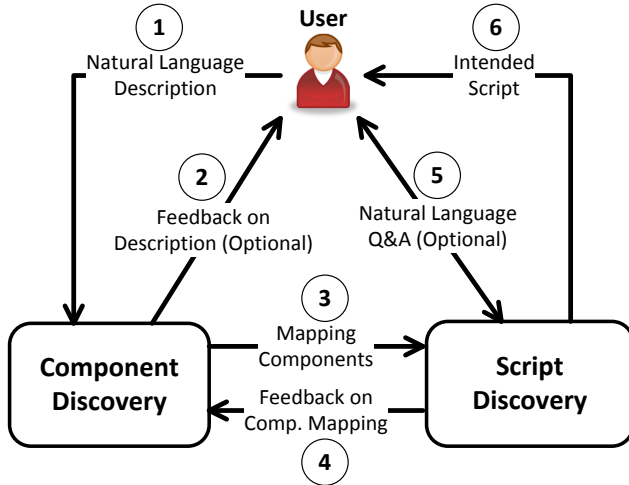 User
1
Natural Language
Description
6
Intended
Script
2
Feedback on
Description (Optional)
5
Natural Language
Q&A (Optional)
3
Mapping
Components
Component
Discovery
Script
Discovery
Feedback on
Comp. Mapping
4